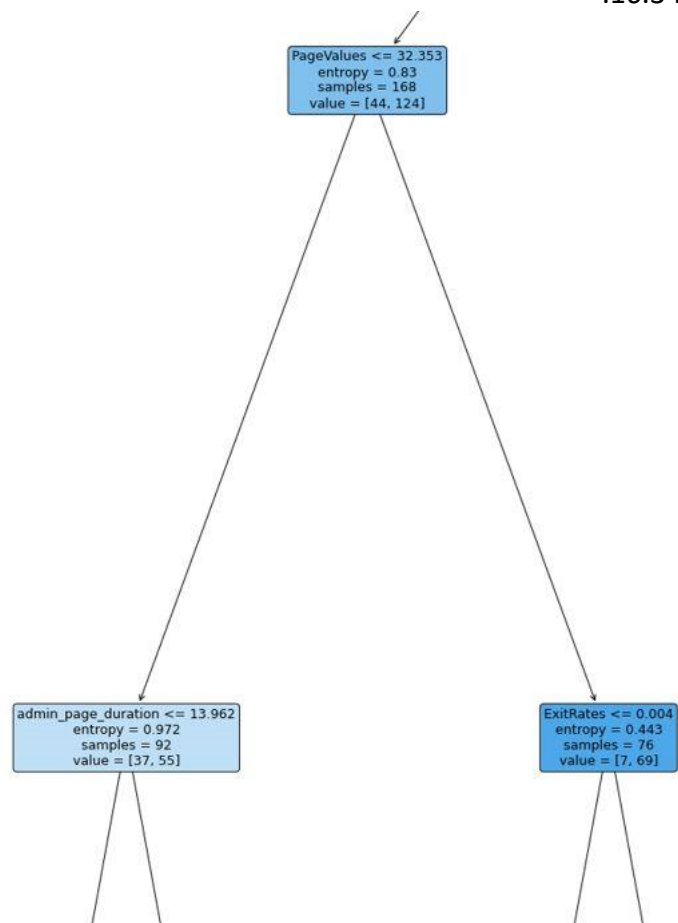 PageValues <= 32.353
entropy = 0.83
samples = 168
value = [44, 124]
admin_page_duration <= 13.962
entropy = 0.972
samples = 92
value = [37, 55]
ExitRates <= 0.004
entropy = 0.443
samples = 76
value = [7, 69]